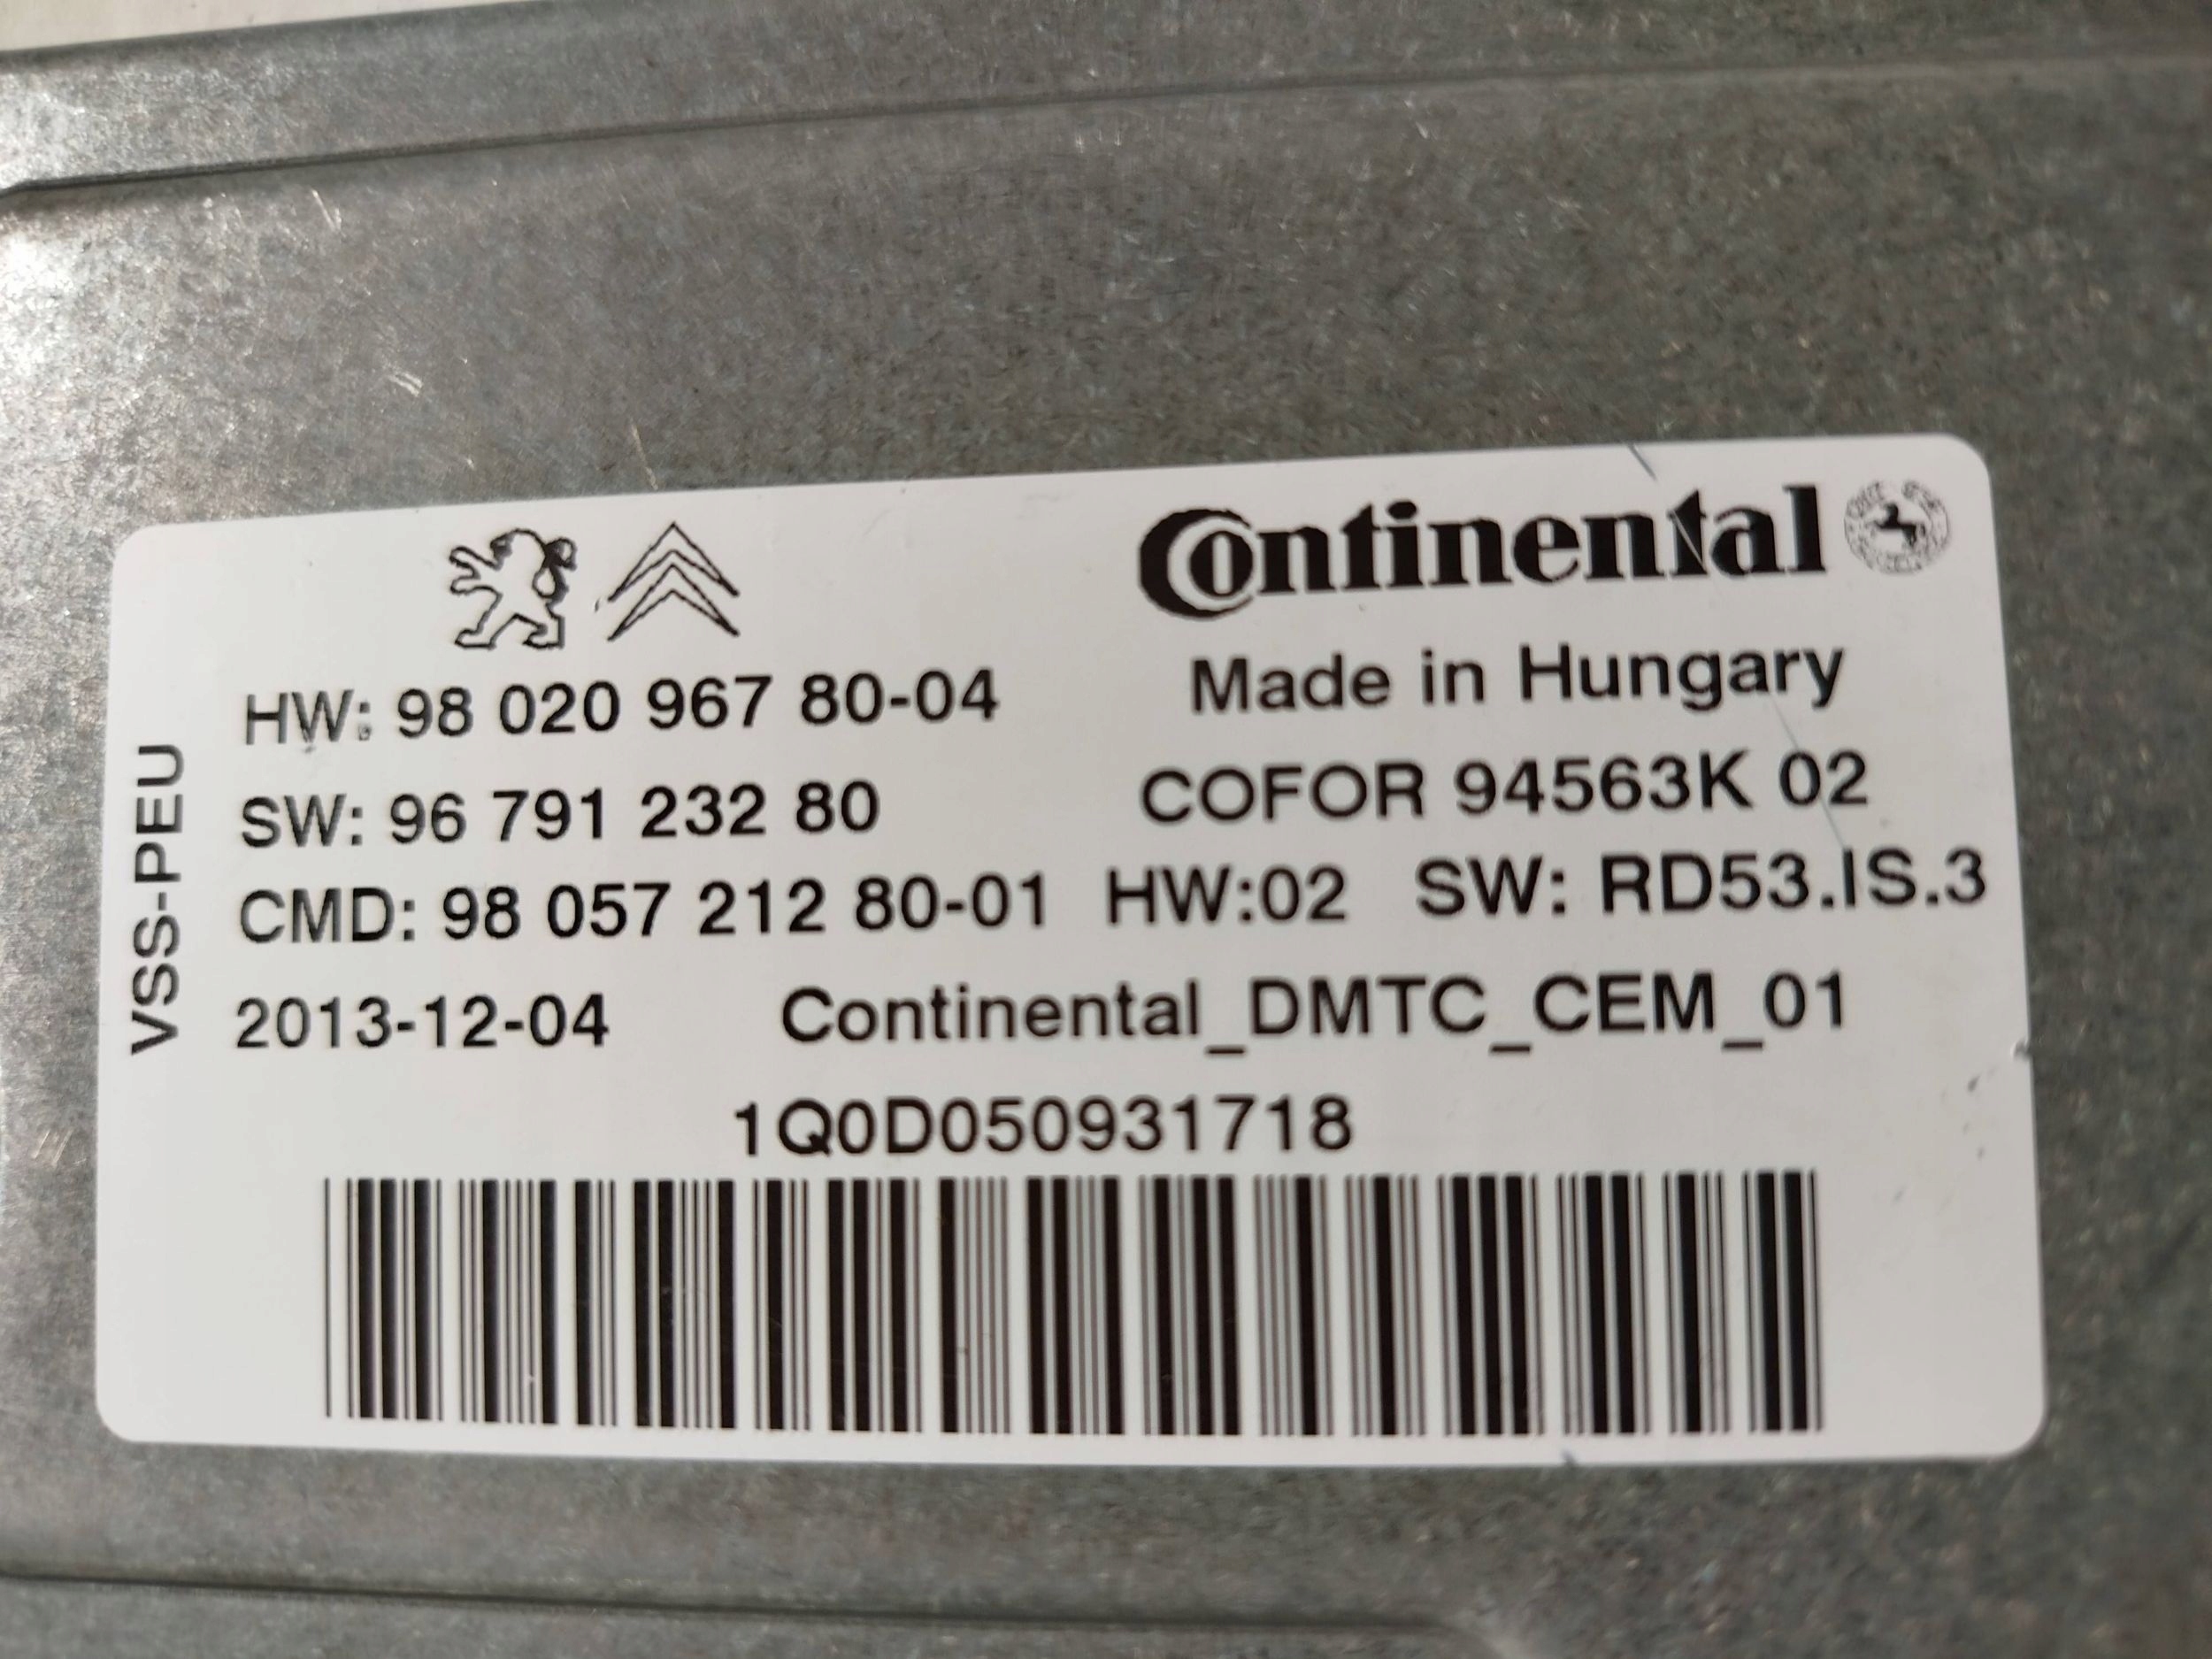 Continental
Made in Hungary
HW: 98 020 967 80-04
SW: 96 791 232 80
COFOR 94563K 02
CMD: 98 057 212 80-01 HW:02 SW: RD53.IS.3
2013-12-04 Continental_DMTC_CEM_01
1Q0D050931718
VSS-PEU